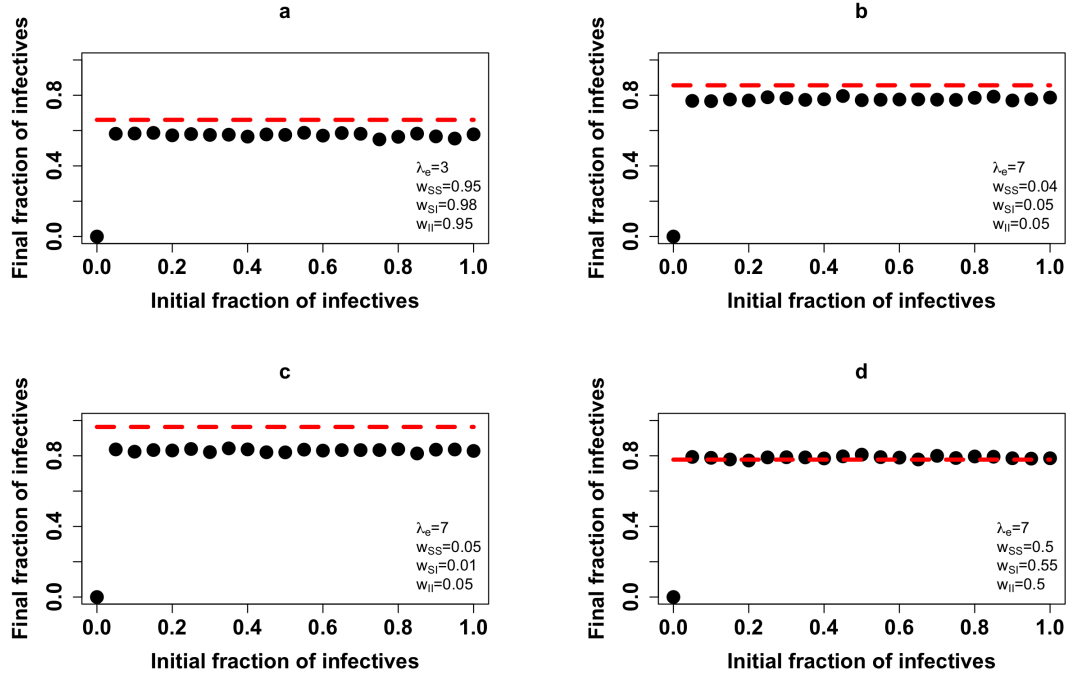 a
Final fraction of infectives
0.0 0.4 0.8
λe=3
wSS=0.95
wSI=0.98
wII=0.95
0.0 0.2 0.4 0.6 0.8 1.0
Initial fraction of infectives
b
Final fraction of infectives
0.0 0.4 0.8
λe=7
wSS=0.04
wSI=0.05
wII=0.05
0.0 0.2 0.4 0.6 0.8 1.0
Initial fraction of infectives
c
Final fraction of infectives
0.0 0.4 0.8
λe=7
wSS=0.05
wSI=0.01
wII=0.05
0.0 0.2 0.4 0.6 0.8 1.0
Initial fraction of infectives
d
Final fraction of infectives
0.0 0.4 0.8
λe=7
wSS=0.5
wSI=0.55
wII=0.5
0.0 0.2 0.4 0.6 0.8 1.0
Initial fraction of infectives